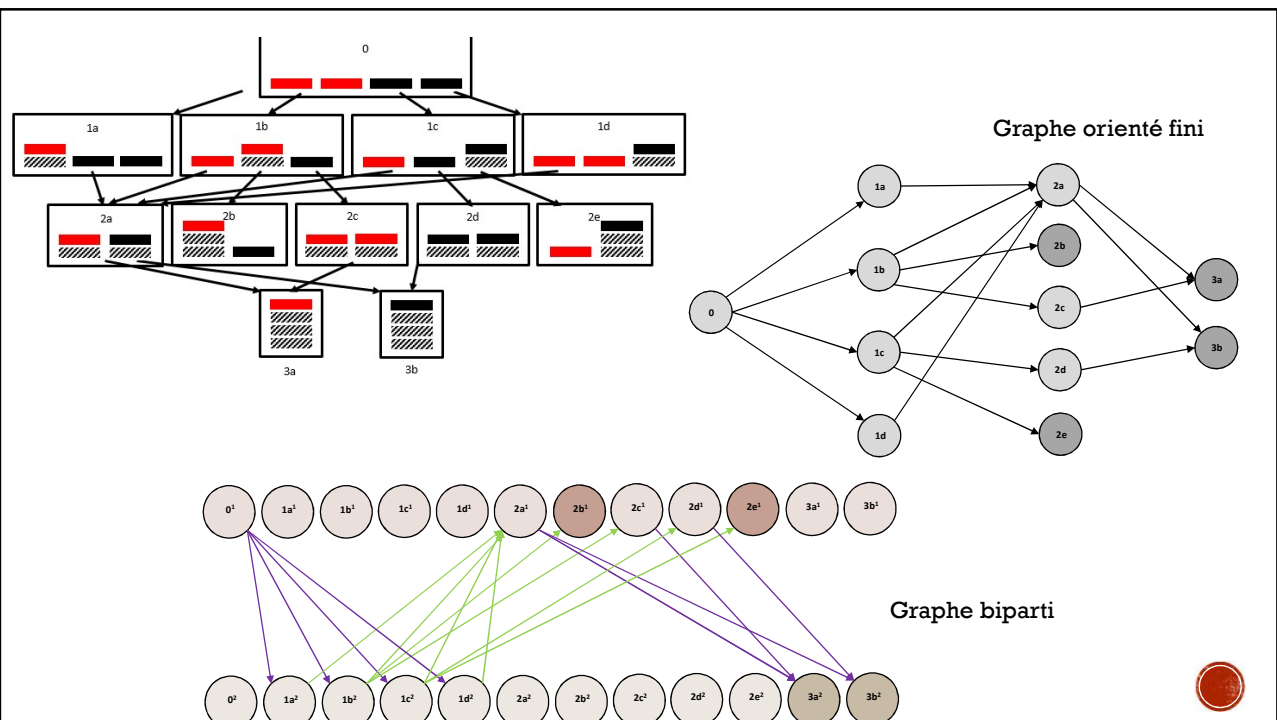 0
1a
1b
1c
1d
2a
2b
2c
2d
2e
3a
3b
Graphe orienté fini
0
1a
1b
1c
1d
2a
2b
2c
2d
2e
3a
3b
0¹ 1a¹ 1b¹ 1c¹ 1d¹ 2a¹ 2b¹ 2c¹ 2d¹ 2e¹ 3a¹ 3b¹
Graphe biparti
0² 1a² 1b² 1c² 1d² 2a² 2b² 2c² 2d² 2e² 3a² 3b²